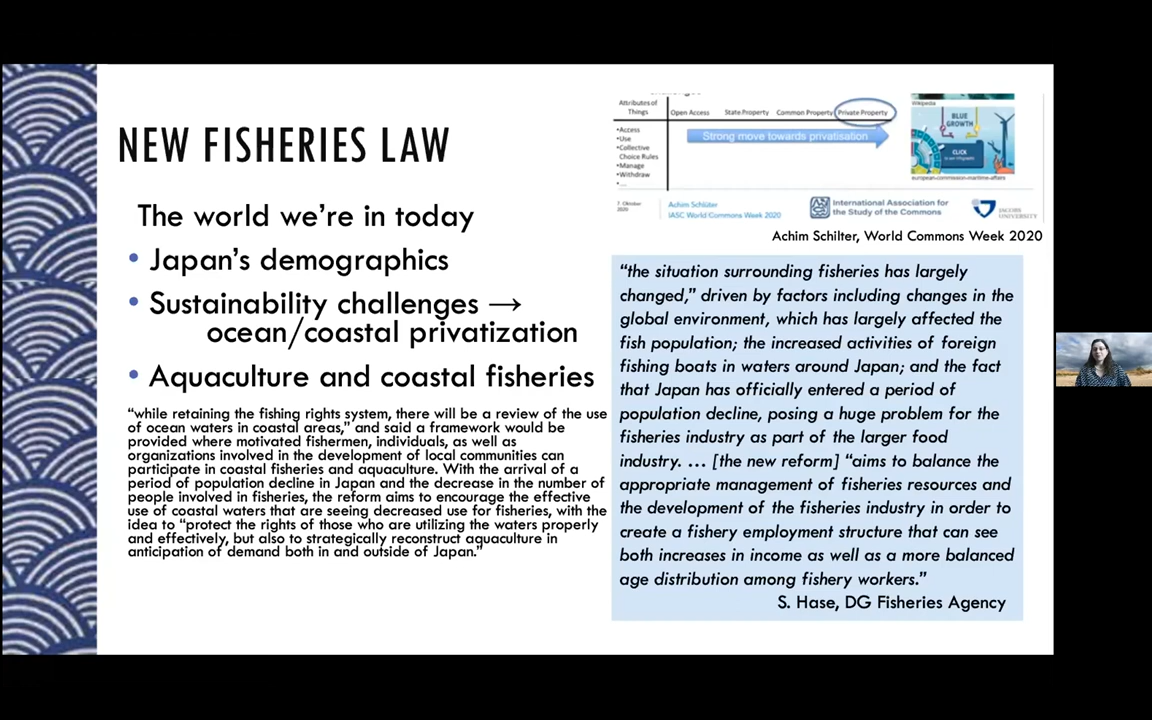 NEW FISHERIES LAW
The world we're in today
• Japan's demographics
• Sustainability challenges →
ocean/coastal privatization
• Aquaculture and coastal fisheries
"while retaining the fishing rights system, there will be a review of the use
of ocean waters in coastal areas," and said a framework would be
provided where motivated fishermen, individuals, as well as
organizations involved in the development of local communities can
participate in coastal fisheries and aquaculture. With the arrival of a
period of population decline in Japan and the decrease in the number of
people involved in fisheries, the reform aims to encourage the effective
use of coastal waters that are seeing decreased use for fisheries, with the
idea to "protect the rights of those who are utilizing the waters properly
and effectively, but also to strategically reconstruct aquaculture in
anticipation of demand both in and outside of Japan."
Attributes of
Things
Open Access
State Property
Common Property
Private Property
•Access
•Use
•Collective
Choice Rules
•Manage
•Withdraw
•...
Strong move towards privatisation
Wikipedia
BLUE
GROWTH
CLICK
european-commission-maritime-affairs
7. Oktober
2020
Achim Schlüter
IASC World Commons Week 2020
International Association for
the Study of the Commons
JACOBS
UNIVERSITY
Achim Schilter, World Commons Week 2020
"the situation surrounding fisheries has largely
changed," driven by factors including changes in the
global environment, which has largely affected the
fish population; the increased activities of foreign
fishing boats in waters around Japan; and the fact
that Japan has officially entered a period of
population decline, posing a huge problem for the
fisheries industry as part of the larger food
industry. ... [the new reform] "aims to balance the
appropriate management of fisheries resources and
the development of the fisheries industry in order to
create a fishery employment structure that can see
both increases in income as well as a more balanced
age distribution among fishery workers."
S. Hase, DG Fisheries Agency